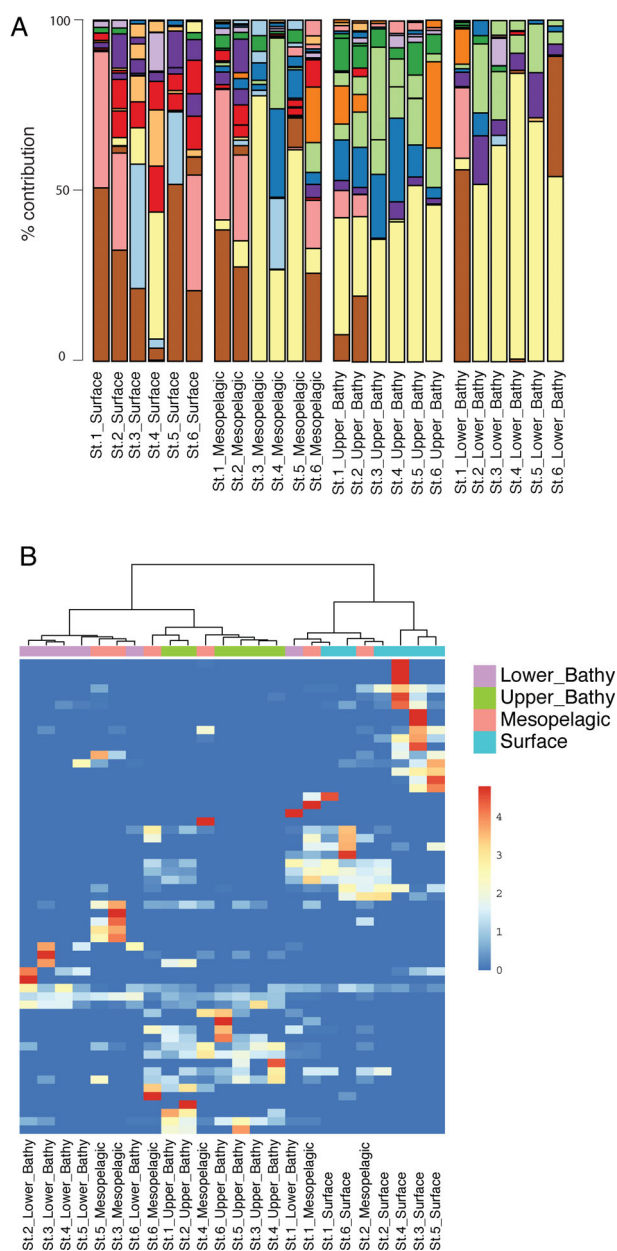 A
100
50
0
% contribution
St.1_Surface
St.2_Surface
St.3_Surface
St.4_Surface
St.5_Surface
St.6_Surface
St.1_Mesopelagic
St.2_Mesopelagic
St.3_Mesopelagic
St.4_Mesopelagic
St.5_Mesopelagic
St.6_Mesopelagic
St.1_Upper_Bathy
St.2_Upper_Bathy
St.3_Upper_Bathy
St.4_Upper_Bathy
St.5_Upper_Bathy
St.6_Upper_Bathy
St.1_Lower_Bathy
St.2_Lower_Bathy
St.3_Lower_Bathy
St.4_Lower_Bathy
St.5_Lower_Bathy
St.6_Lower_Bathy
B
Lower_Bathy
Upper_Bathy
Mesopelagic
Surface
4
3
2
1
0
St.2_Lower_Bathy
St.3_Lower_Bathy
St.4_Lower_Bathy
St.5_Lower_Bathy
St.5_Mesopelagic
St.3_Mesopelagic
St.6_Lower_Bathy
St.6_Mesopelagic
St.1_Upper_Bathy
St.2_Upper_Bathy
St.4_Mesopelagic
St.6_Upper_Bathy
St.5_Upper_Bathy
St.3_Upper_Bathy
St.4_Upper_Bathy
St.1_Lower_Bathy
St.1_Mesopelagic
St.1_Surface
St.6_Surface
St.2_Mesopelagic
St.2_Surface
St.4_Surface
St.3_Surface
St.5_Surface